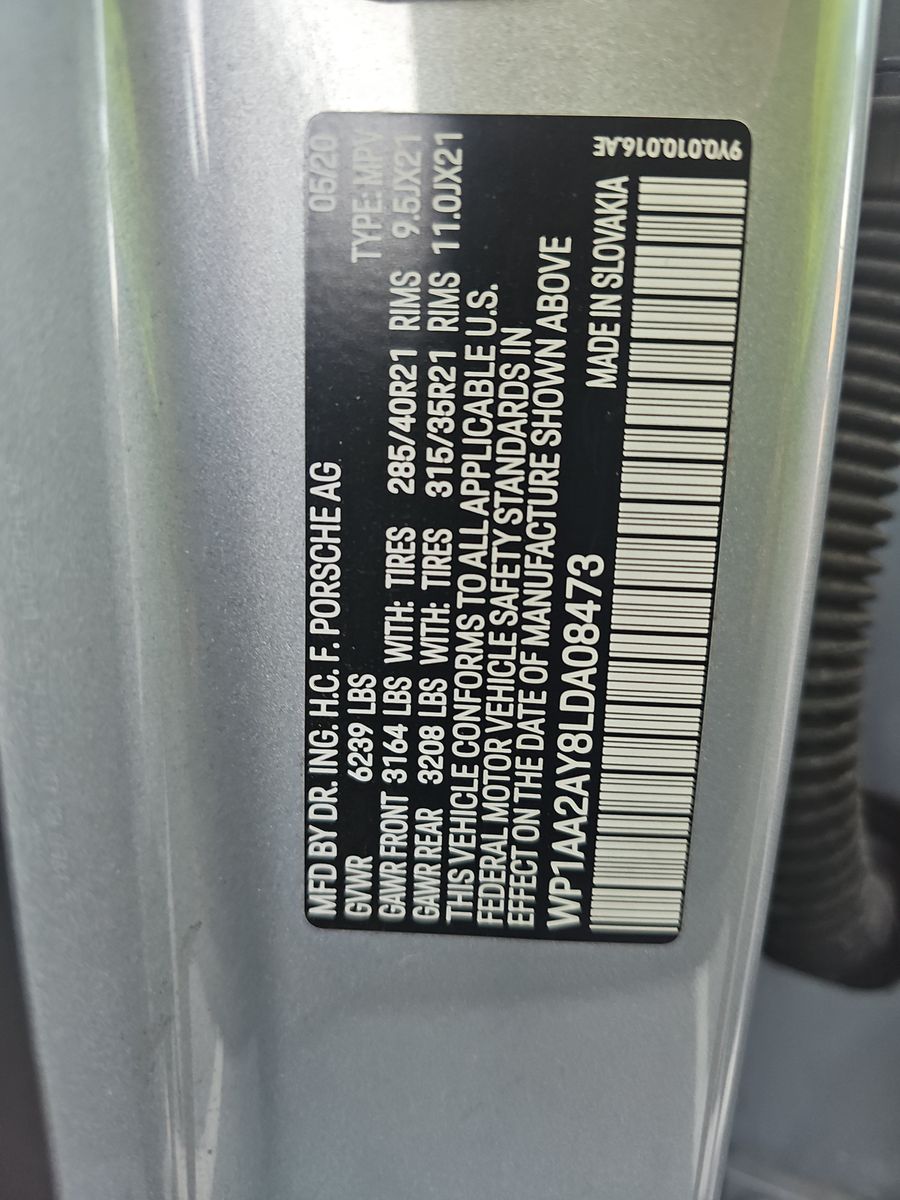 MFD BY DR. ING. H.C. F. PORSCHE AG 05/20
GVWR 6239 LBS TYPE: MPV
GAWR FRONT 3164 LBS WITH: TIRES 285/40R21 RIMS 9.5JX21
GAWR REAR 3208 LBS WITH: TIRES 315/35R21 RIMS 11.0JX21
THIS VEHICLE CONFORMS TO ALL APPLICABLE U.S.
FEDERAL MOTOR VEHICLE SAFETY STANDARDS IN
EFFECT ON THE DATE OF MANUFACTURE SHOWN ABOVE
WP1AA2AY8LDA08473 MADE IN SLOVAKIA
9Y0.010.016.AE